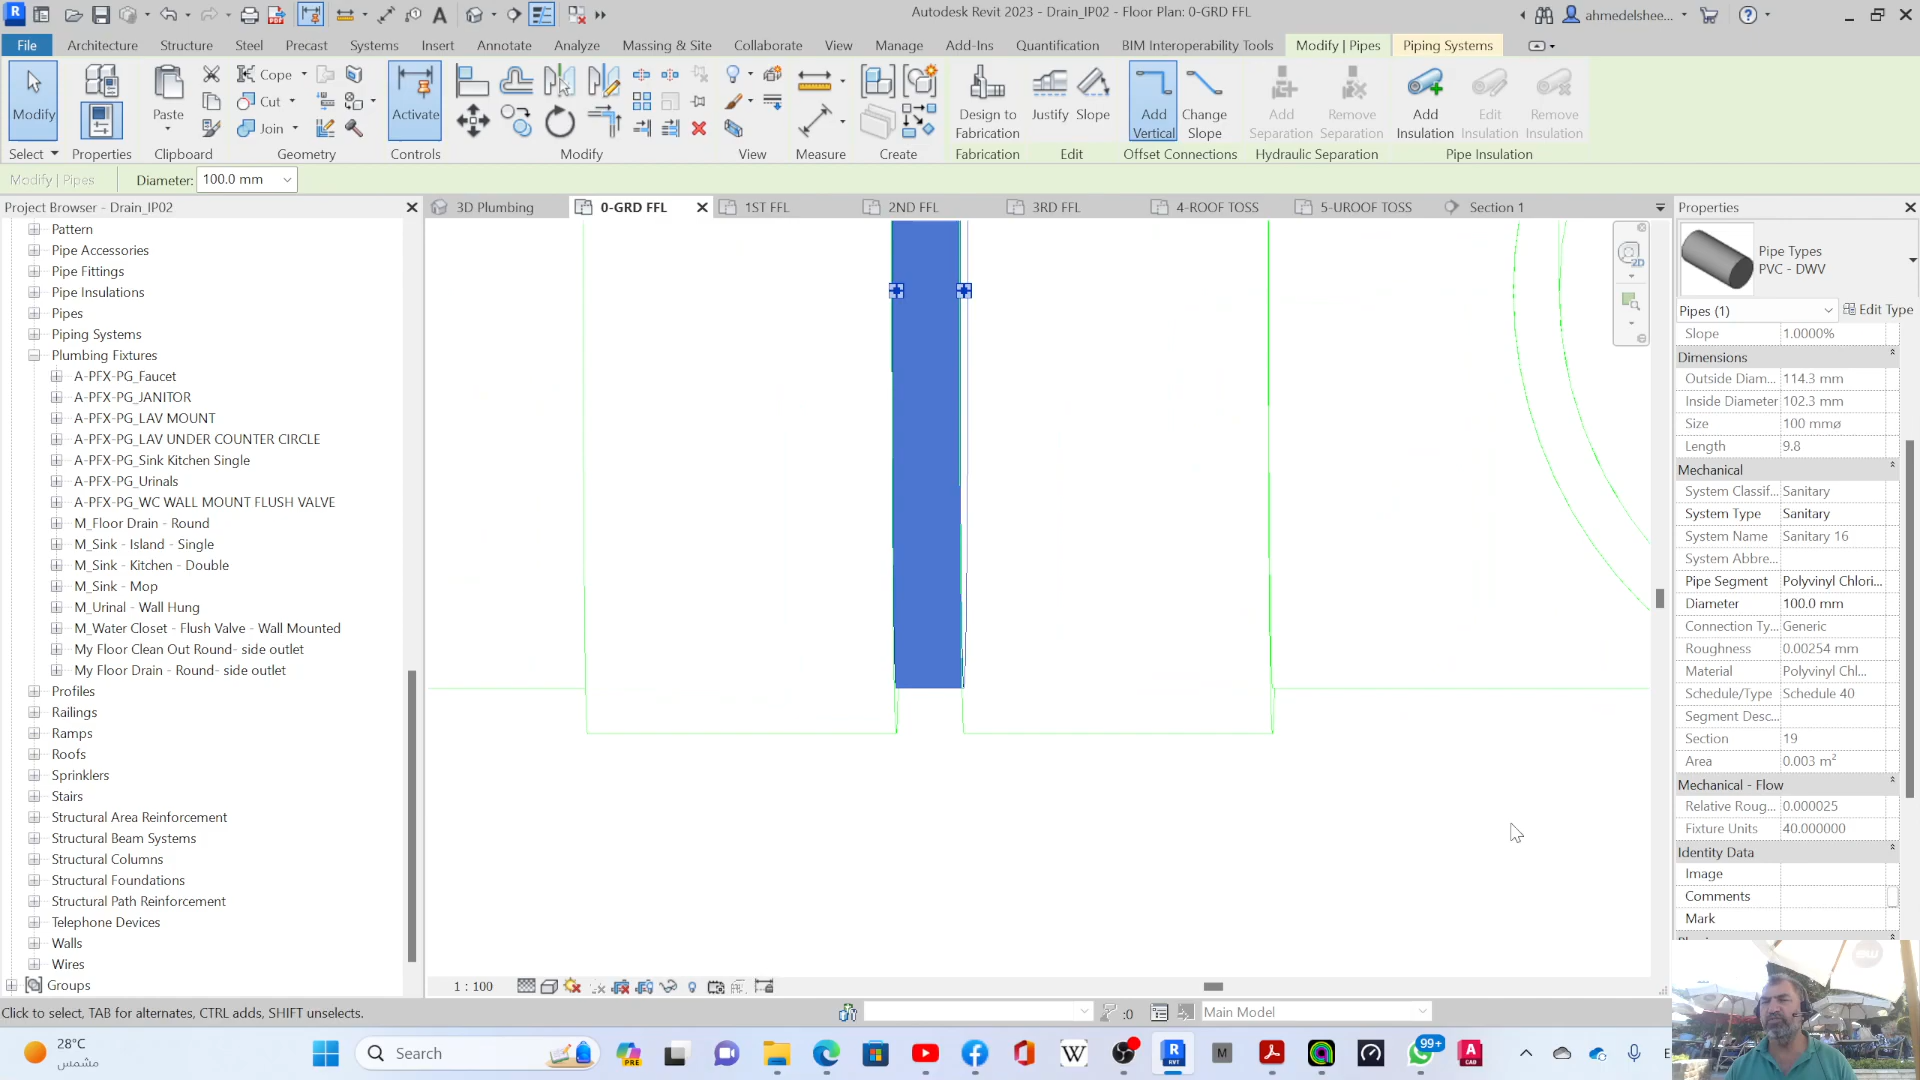 Autodesk Revit 2023 - Drain_IP02 - Floor Plan: 0-GRD FFL
ahmedelshee...
File Architecture Structure Steel Precast Systems Insert Annotate Analyze Massing & Site Collaborate View Manage Add-Ins Quantification BIM Interoperability Tools Modify | Pipes Piping Systems
Modify Paste Cope Cut Join Activate Design to Fabrication Justify Slope Add Vertical Change Slope Add Separation Remove Separation Add Insulation Edit Insulation Remove Insulation
Select Properties Clipboard Geometry Controls Modify View Measure Create Fabrication Edit Offset Connections Hydraulic Separation Pipe Insulation
Modify | Pipes Diameter: 100.0 mm
Project Browser - Drain_IP02
3D Plumbing 0-GRD FFL 1ST FFL 2ND FFL 3RD FFL 4-ROOF TOSS 5-UROOF TOSS Section 1
Pattern
Pipe Accessories
Pipe Fittings
Pipe Insulations
Pipes
Piping Systems
Plumbing Fixtures
A-PFX-PG_Faucet
A-PFX-PG_JANITOR
A-PFX-PG_LAV MOUNT
A-PFX-PG_LAV UNDER COUNTER CIRCLE
A-PFX-PG_Sink Kitchen Single
A-PFX-PG_Urinals
A-PFX-PG_WC WALL MOUNT FLUSH VALVE
M_Floor Drain - Round
M_Sink - Island - Single
M_Sink - Kitchen - Double
M_Sink - Mop
M_Urinal - Wall Hung
M_Water Closet - Flush Valve - Wall Mounted
My Floor Clean Out Round- side outlet
My Floor Drain - Round- side outlet
Profiles
Railings
Ramps
Roofs
Sprinklers
Stairs
Structural Area Reinforcement
Structural Beam Systems
Structural Columns
Structural Foundations
Structural Path Reinforcement
Telephone Devices
Walls
Wires
Groups
2D
Properties
Pipe Types
PVC - DWV
Pipes (1) Edit Type
Slope 1.0000%
Dimensions
Outside Diam... 114.3 mm
Inside Diameter 102.3 mm
Size 100 mmø
Length 9.8
Mechanical
System Classif... Sanitary
System Type Sanitary
System Name Sanitary 16
System Abbre...
Pipe Segment Polyvinyl Chlori...
Diameter 100.0 mm
Connection Ty... Generic
Roughness 0.00254 mm
Material Polyvinyl Chl...
Schedule/Type Schedule 40
Segment Desc...
Section 19
Area 0.003 m²
Mechanical - Flow
Relative Roug... 0.000025
Fixture Units 40.000000
Identity Data
Image
Comments
Mark
1 : 100
Click to select, TAB for alternates, CTRL adds, SHIFT unselects.
:0 Main Model
28°C
مشمس
Search
PRE
99+